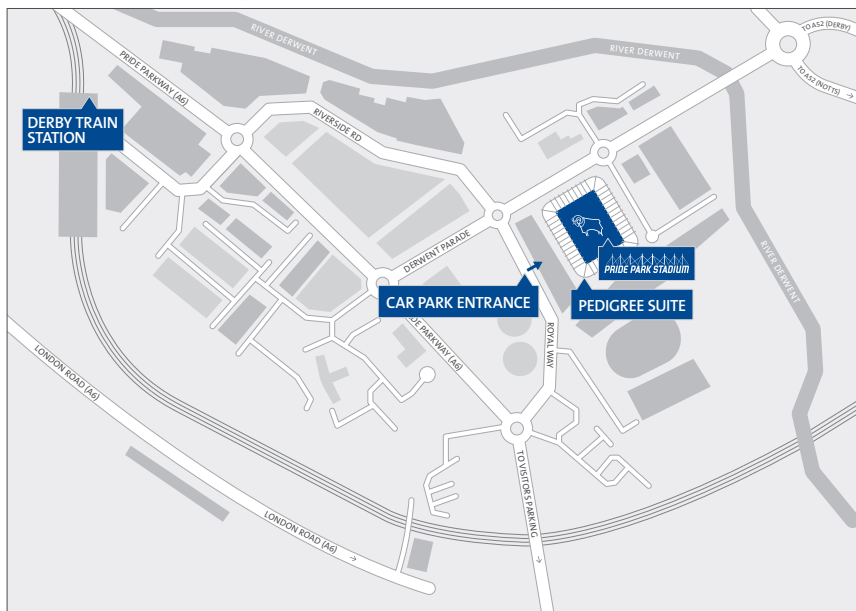 TO A52 (DERBY)
RIVER DERWENT
RIVER DERWENT
PRIDE PARKWAY (A6)
TO A52 (NOTTS)
DERBY TRAIN
STATION
RIVERSIDE RD
DERWENT PARADE
PRIDE PARK STADIUM
RIVER DERWENT
CAR PARK ENTRANCE
PEDIGREE SUITE
PRIDE PARKWAY (A6)
ROYAL WAY
LONDON ROAD (A6)
TO VISITORS PARKING
LONDON ROAD (A6)